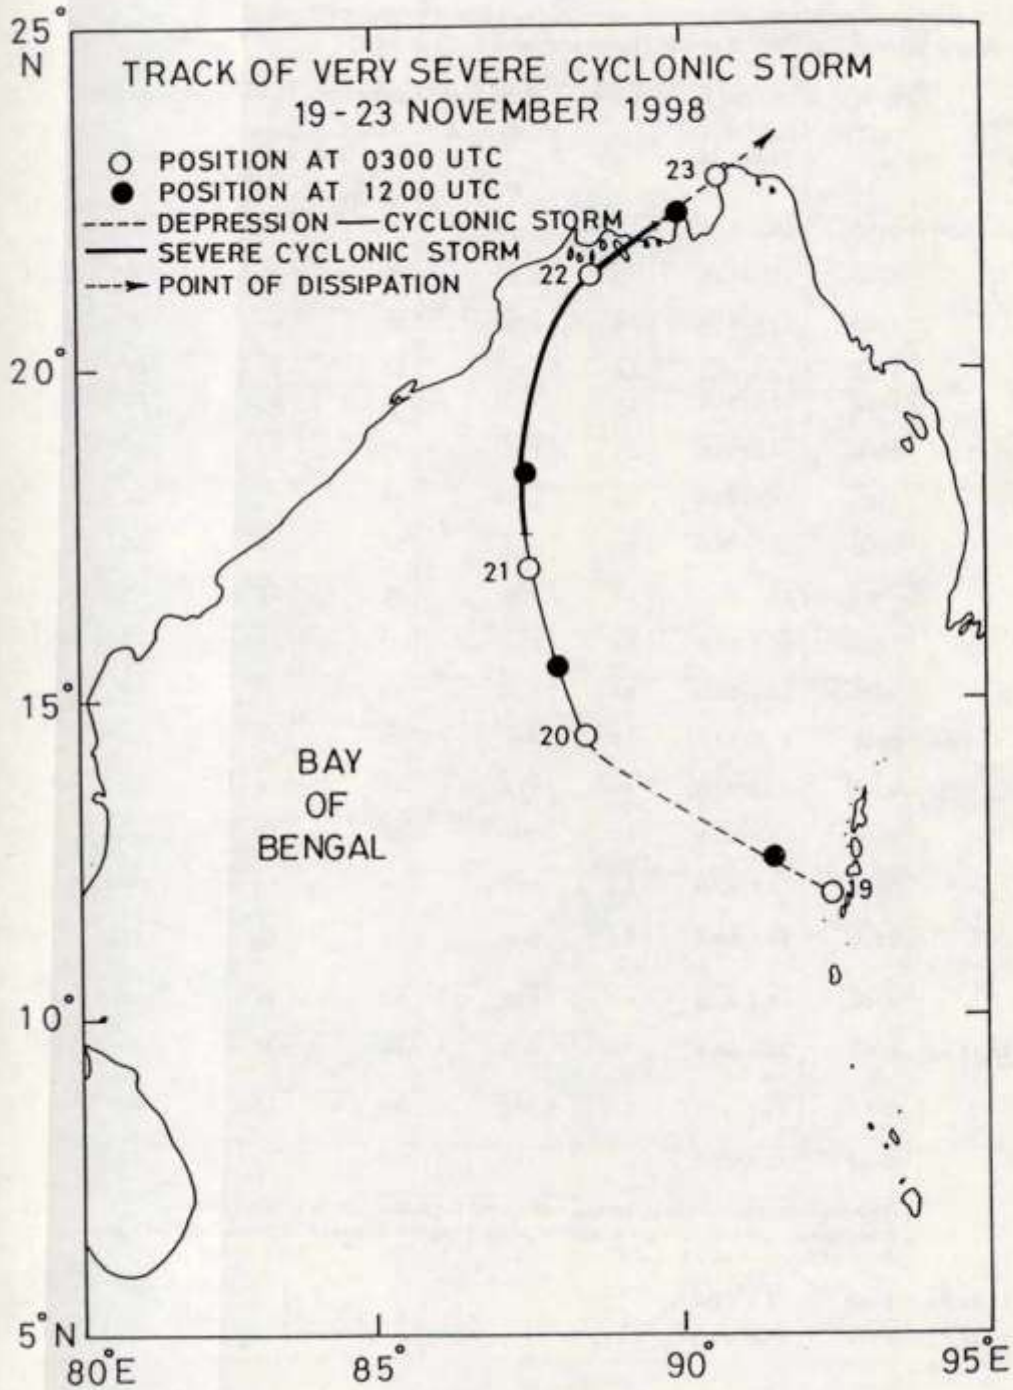 25°
N
TRACK OF VERY SEVERE CYCLONIC STORM
19-23 NOVEMBER 1998
POSITION AT 0300 UTC
POSITION AT 1200 UTC
DEPRESSION — CYCLONIC STORM
SEVERE CYCLONIC STORM
POINT OF DISSIPATION
23
22
20°
21
15°
20
BAY
OF
BENGAL
19
10°
5°N
80°E 85° 90° 95°E